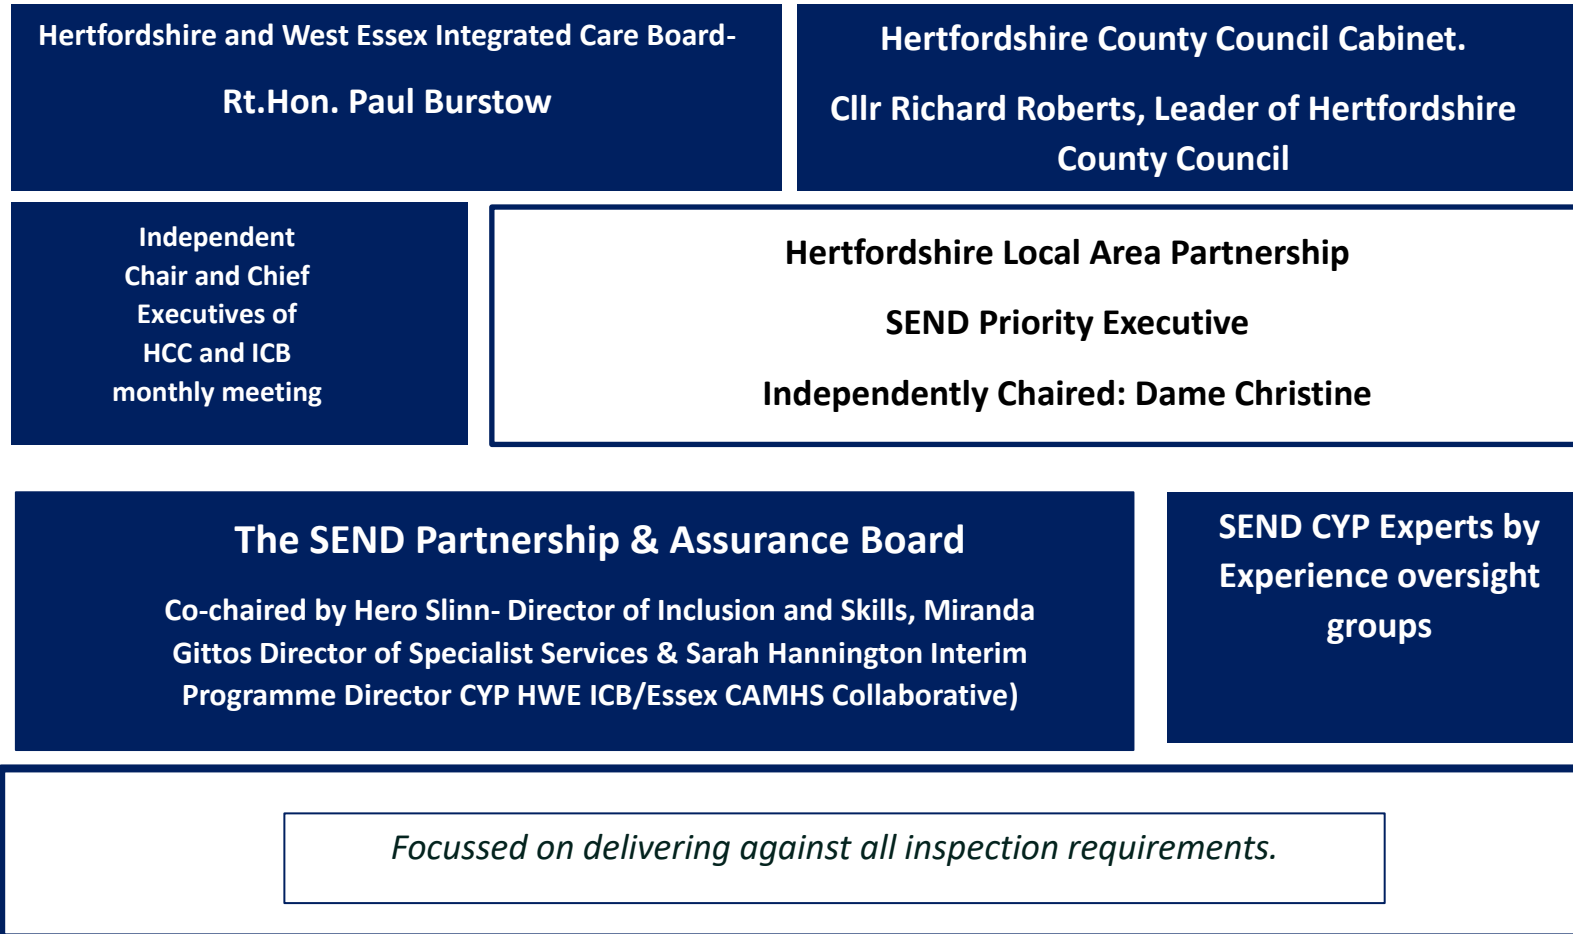 Hertfordshire and West Essex Integrated Care Board-
Rt.Hon. Paul Burstow
Hertfordshire County Council Cabinet.
Cllr Richard Roberts, Leader of Hertfordshire
County Council
Independent
Chair and Chief
Executives of
HCC and ICB
monthly meeting
Hertfordshire Local Area Partnership
SEND Priority Executive
Independently Chaired: Dame Christine
The SEND Partnership & Assurance Board
Co-chaired by Hero Slinn- Director of Inclusion and Skills, Miranda
Gittos Director of Specialist Services & Sarah Hannington Interim
Programme Director CYP HWE ICB/Essex CAMHS Collaborative)
SEND CYP Experts by
Experience oversight
groups
Focussed on delivering against all inspection requirements.